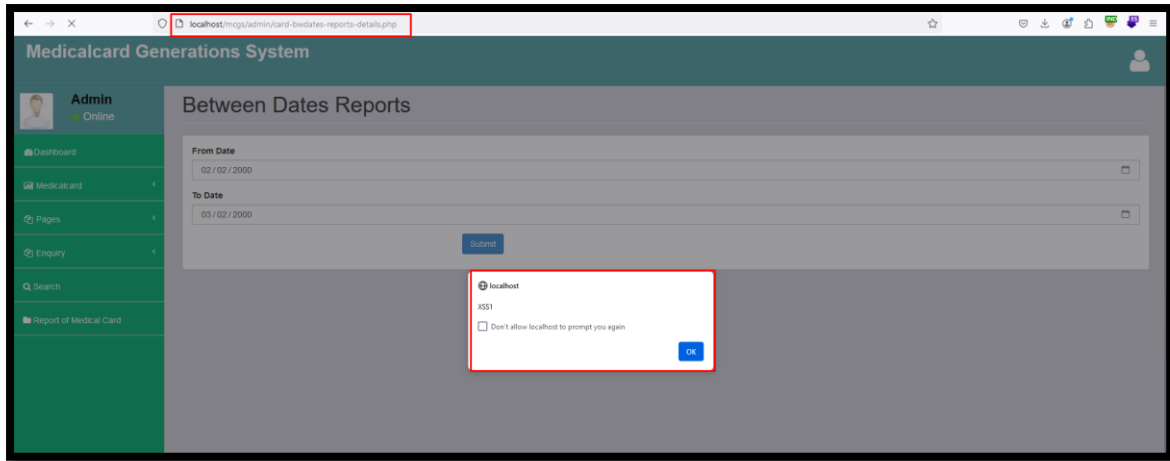 localhost/mcgs/admin/card-bwdates-reports-details.php
Medicalcard Generations System
Admin
Online
Between Dates Reports
Dashboard
Medicalcard
Pages
Enquiry
Search
Report of Medical Card
From Date
02/02/2000
To Date
03/02/2000
Submit
localhost
XSS1
Don't allow localhost to prompt you again
OK